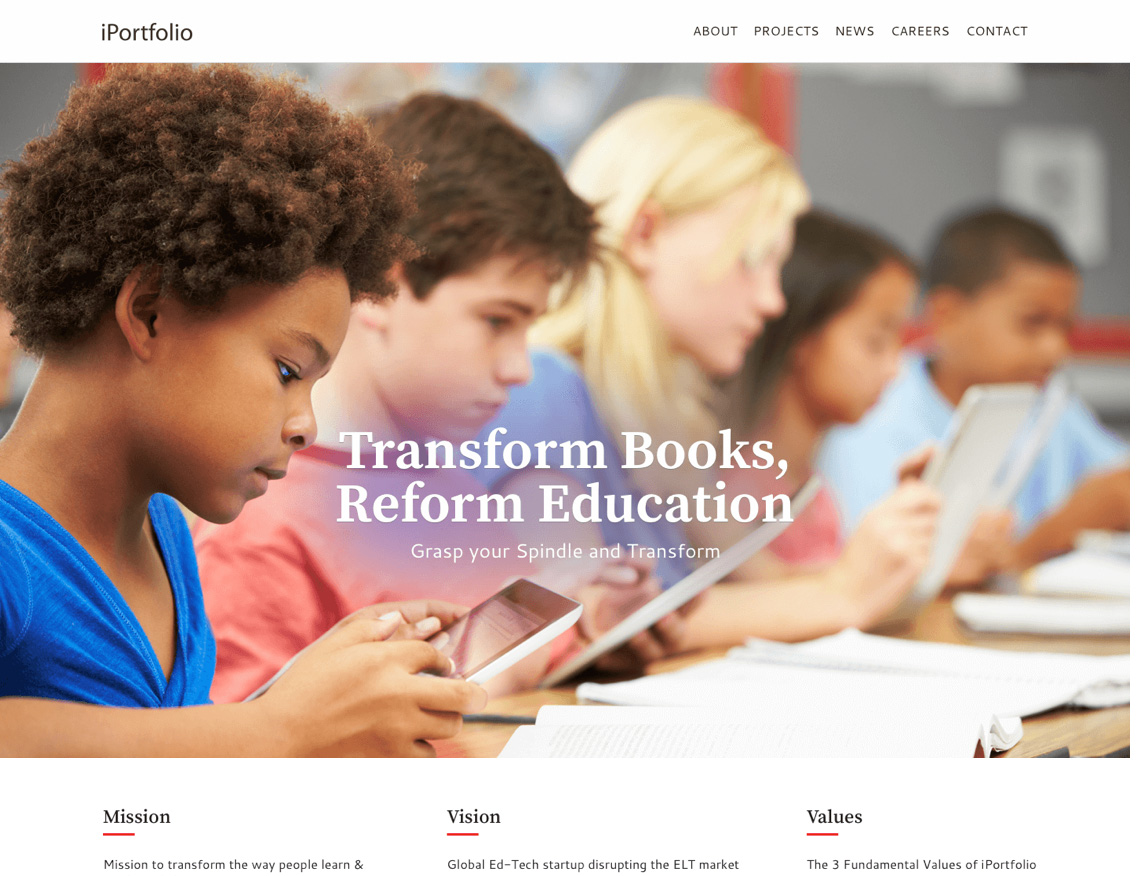 iPortfolio
ABOUT PROJECTS NEWS CAREERS CONTACT
Transform Books,
Reform Education
Grasp your Spindle and Transform
Mission
Vision
Values
Mission to transform the way people learn &
Global Ed-Tech startup disrupting the ELT market
The 3 Fundamental Values of iPortfolio